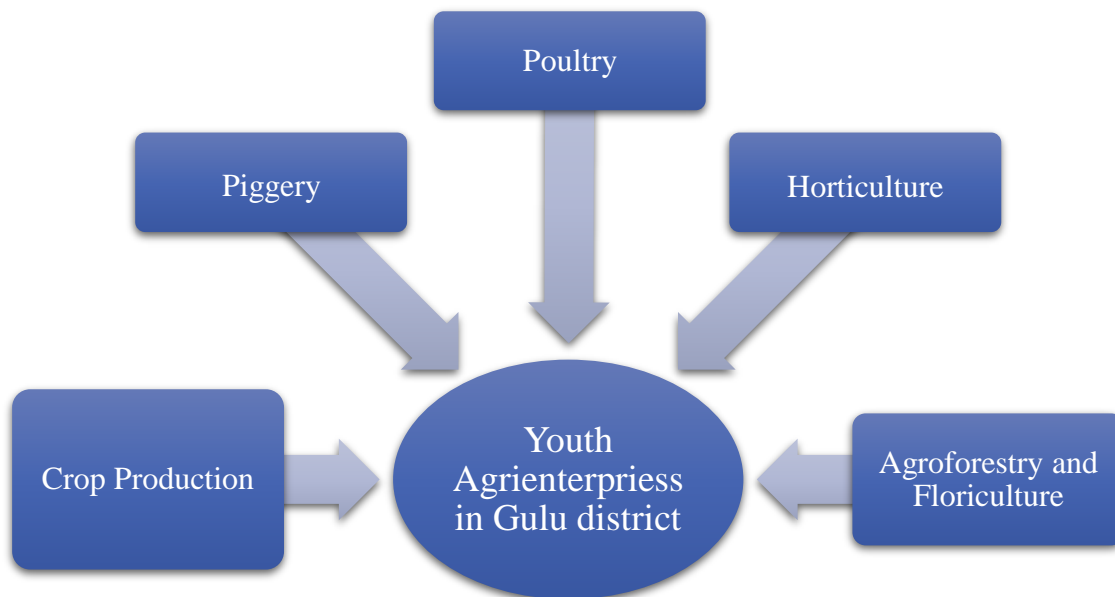 Poultry
Piggery
Horticulture
Crop Production
Youth
Agrienterpriess
in Gulu district
Agroforestry and
Floriculture